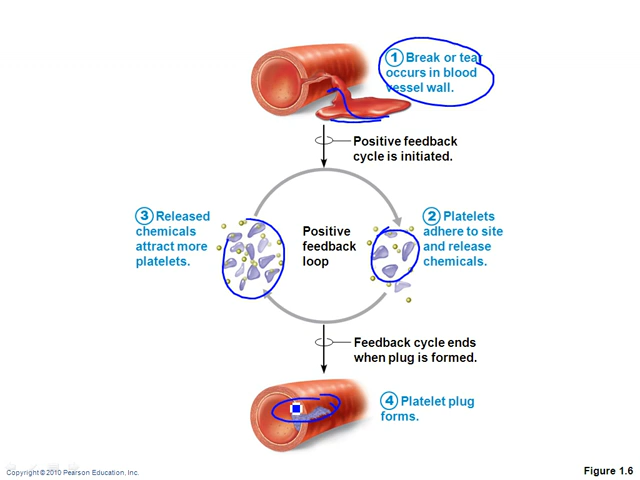 1 Break or tear
occurs in blood
vessel wall.
Positive feedback
cycle is initiated.
3 Released
chemicals
attract more
platelets.
Positive
feedback
loop
2 Platelets
adhere to site
and release
chemicals.
Feedback cycle ends
when plug is formed.
4 Platelet plug
forms.
Copyright © 2010 Pearson Education, Inc.
Figure 1.6